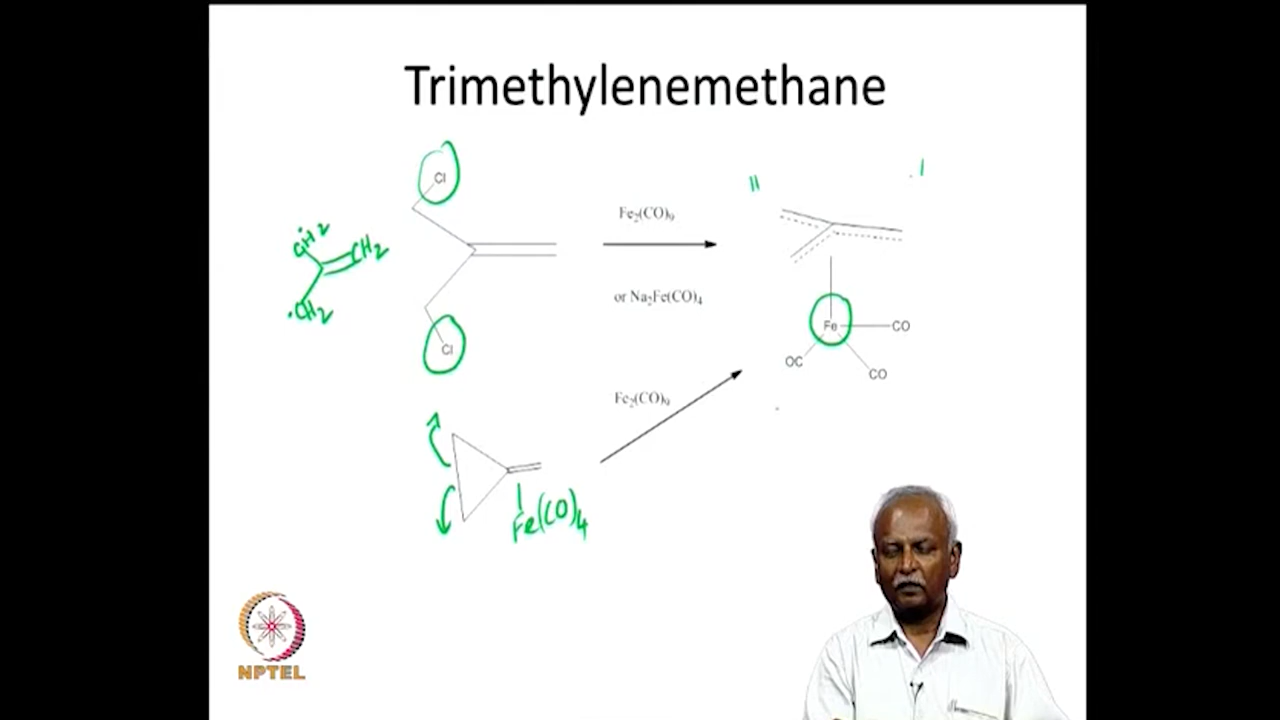 Trimethylenemethane
Cl
ĊH2
CH2
.CH2
Cl
Fe2(CO)9
or Na2Fe(CO)4
Fe
CO
OC
CO
Fe2(CO)9
Fe(CO)4
NPTEL